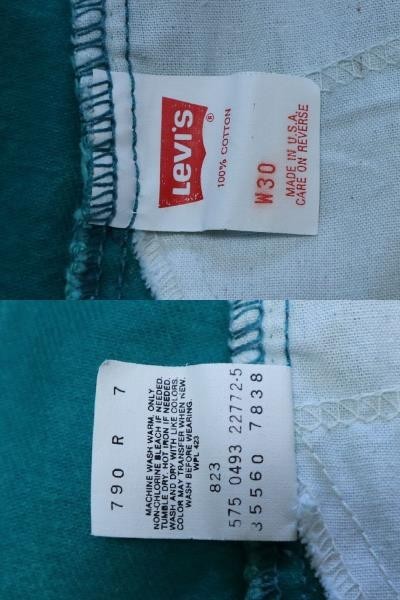 Levi's ®
100% COTTON
W30
MADE IN U.S.A.
CARE ON REVERSE
790 R 7
MACHINE WASH WARM, ONLY
NON-CHLORINE BLEACH IF NEEDED.
TUMBLE DRY. HOT IRON IF NEEDED.
WASH AND DRY WITH LIKE COLORS.
COLOR MAY TRANSFER WHEN NEW.
WASH BEFORE WEARING.
WPL 423
823
575 0493 22772-5
35560 7838